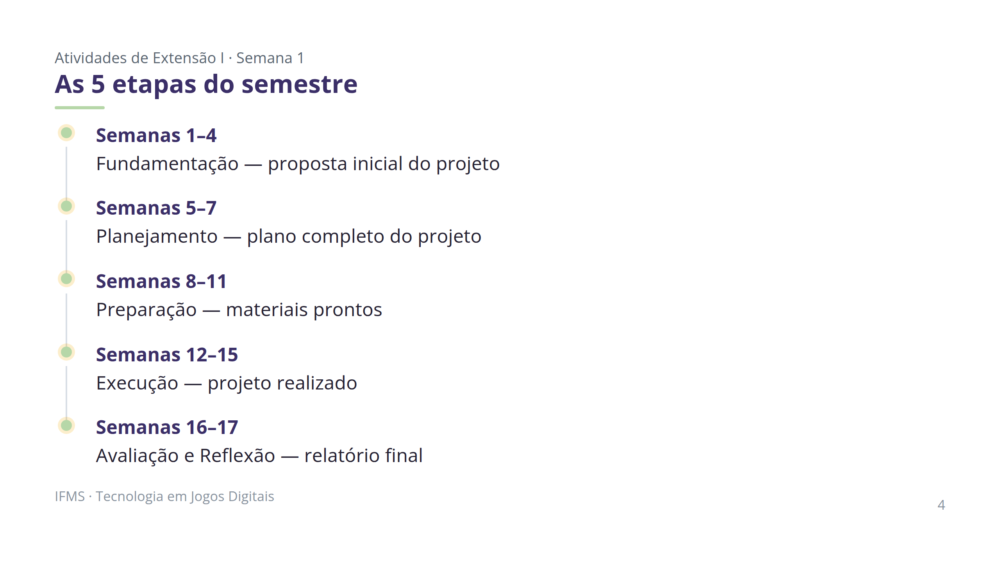 Atividades de Extensão I · Semana 1
As 5 etapas do semestre
Semanas 1–4
Fundamentação — proposta inicial do projeto
Semanas 5–7
Planejamento — plano completo do projeto
Semanas 8–11
Preparação — materiais prontos
Semanas 12–15
Execução — projeto realizado
Semanas 16–17
Avaliação e Reflexão — relatório final
IFMS · Tecnologia em Jogos Digitais
4